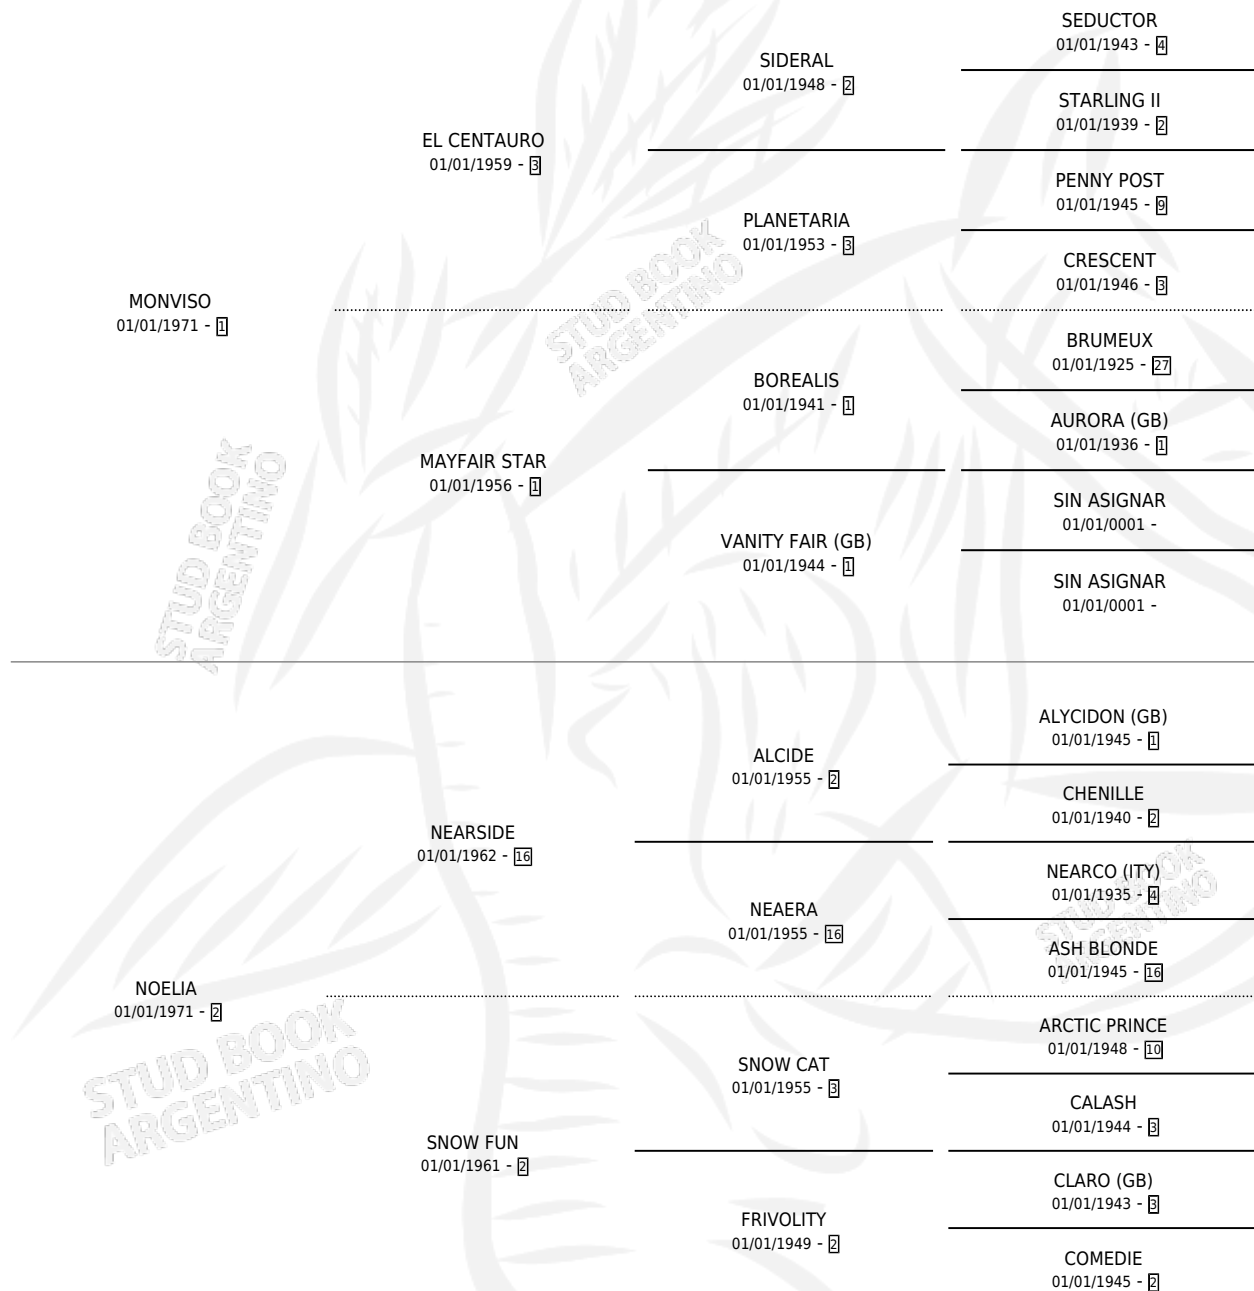 SEDUCTOR
01/01/1943 - 4
SIDERAL
01/01/1948 - 2
STARLING II
01/01/1939 - 2
EL CENTAURO
01/01/1959 - 3
PENNY POST
01/01/1945 - 9
PLANETARIA
01/01/1953 - 3
CRESCENT
01/01/1946 - 3
MONVISO
01/01/1971 - 1
BRUMEUX
01/01/1925 - 27
BOREALIS
01/01/1941 - 1
AURORA (GB)
01/01/1936 - 1
MAYFAIR STAR
01/01/1956 - 1
SIN ASIGNAR
01/01/0001 -
VANITY FAIR (GB)
01/01/1944 - 1
SIN ASIGNAR
01/01/0001 -
STUD BOOK
ARGENTINO
STUD BOOK
ARGENTINO
ALYCIDON (GB)
01/01/1945 - 1
ALCIDE
01/01/1955 - 2
CHENILLE
01/01/1940 - 2
NEARSIDE
01/01/1962 - 16
NEARCO (ITY)
01/01/1935 - 4
NEAERA
01/01/1955 - 16
ASH BLONDE
01/01/1945 - 16
STUD BOOK
ARGENTINO
NOELIA
01/01/1971 - 2
ARCTIC PRINCE
01/01/1948 - 10
SNOW CAT
01/01/1955 - 3
CALASH
01/01/1944 - 3
STUD BOOK
ARGENTINO
SNOW FUN
01/01/1961 - 2
CLARO (GB)
01/01/1943 - 3
FRIVOLITY
01/01/1949 - 2
COMEDIE
01/01/1945 - 2